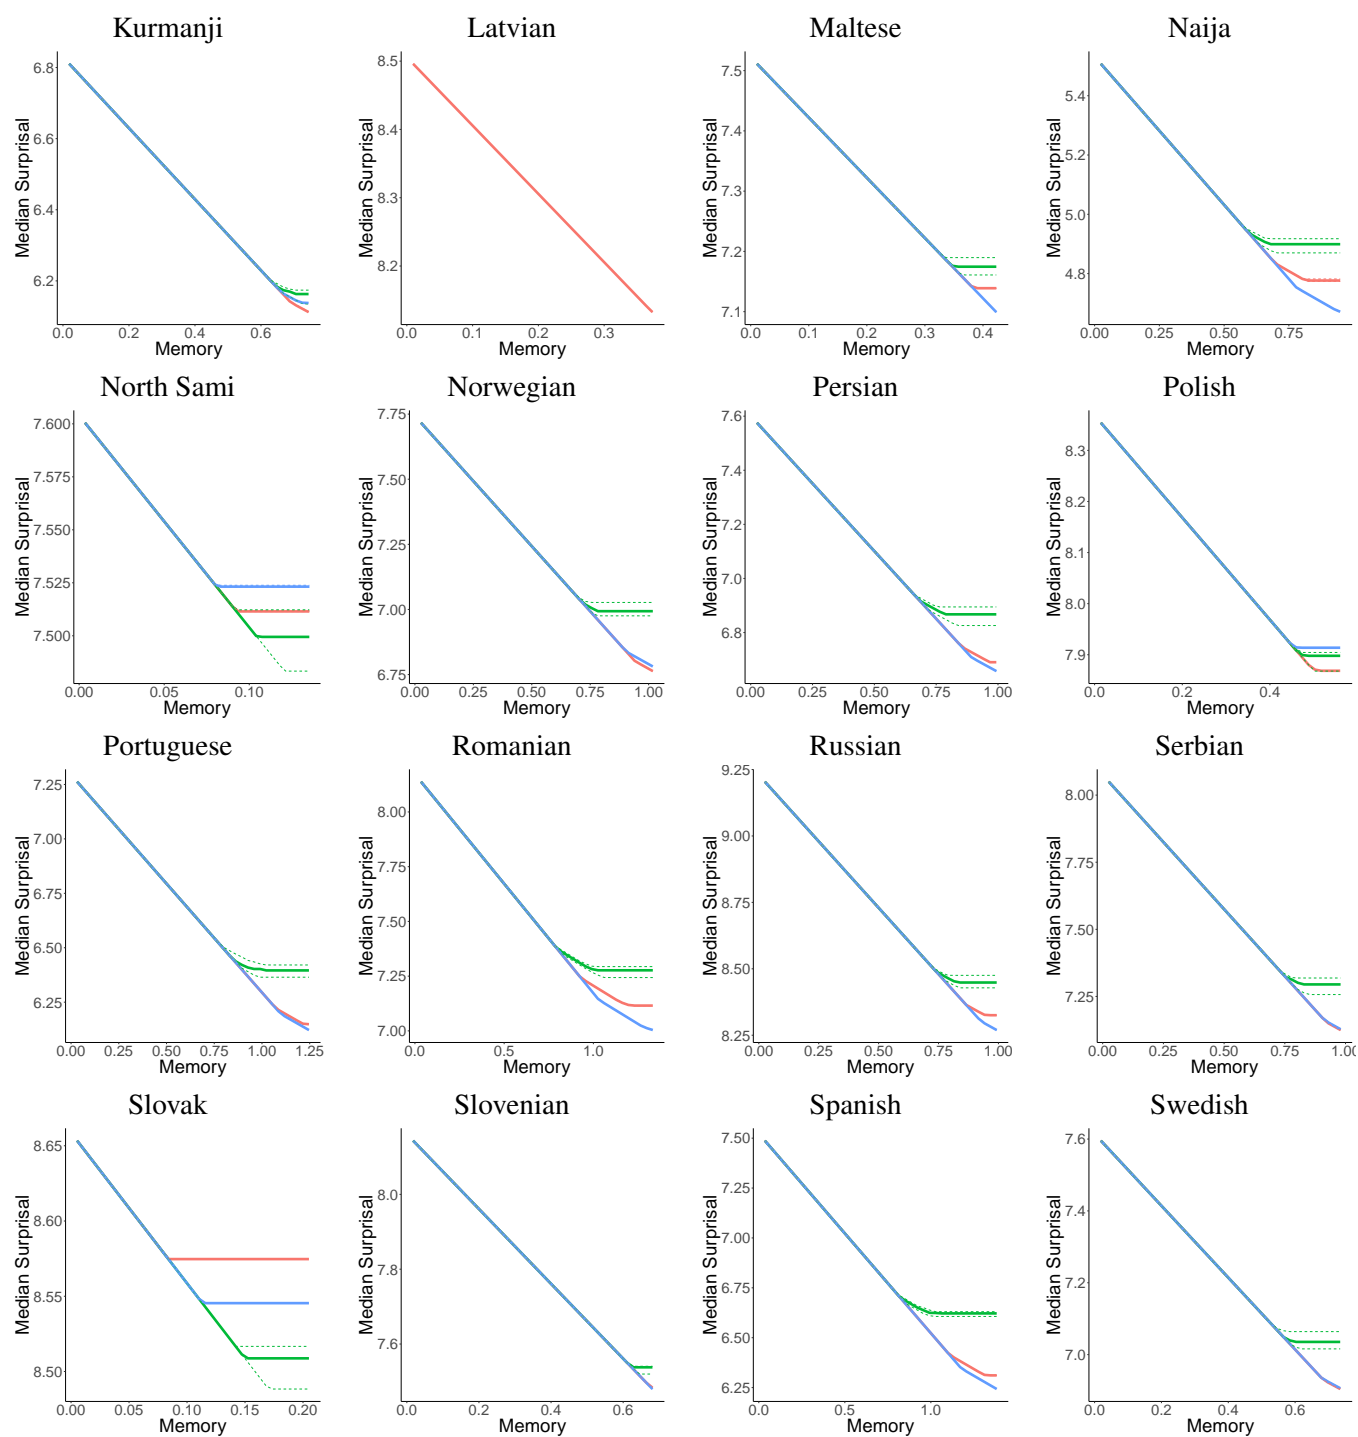 Kurmanji
6.8
6.6
6.4
6.2
Median Surprisal
0.0 0.2 0.4 0.6
Memory
Latvian
8.5
8.4
8.3
8.2
Median Surprisal
0.0 0.1 0.2 0.3
Memory
Maltese
7.5
7.4
7.3
7.2
7.1
Median Surprisal
0.0 0.1 0.2 0.3 0.4
Memory
Naija
5.4
5.2
5.0
4.8
Median Surprisal
0.00 0.25 0.50 0.75
Memory
North Sami
7.600
7.575
7.550
7.525
7.500
Median Surprisal
0.00 0.05 0.10
Memory
Norwegian
7.75
7.50
7.25
7.00
6.75
Median Surprisal
0.00 0.25 0.50 0.75 1.00
Memory
Persian
7.6
7.4
7.2
7.0
6.8
Median Surprisal
0.00 0.25 0.50 0.75 1.00
Memory
Polish
8.3
8.2
8.1
8.0
7.9
Median Surprisal
0.0 0.2 0.4
Memory
Portuguese
7.25
7.00
6.75
6.50
6.25
Median Surprisal
0.00 0.25 0.50 0.75 1.00 1.25
Memory
Romanian
8.00
7.75
7.50
7.25
7.00
Median Surprisal
0.0 0.5 1.0
Memory
Russian
9.25
9.00
8.75
8.50
8.25
Median Surprisal
0.00 0.25 0.50 0.75 1.00
Memory
Serbian
8.00
7.75
7.50
7.25
Median Surprisal
0.00 0.25 0.50 0.75 1.00
Memory
Slovak
8.65
8.60
8.55
8.50
Median Surprisal
0.00 0.05 0.10 0.15 0.20
Memory
Slovenian
8.0
7.8
7.6
Median Surprisal
0.0 0.2 0.4 0.6
Memory
Spanish
7.50
7.25
7.00
6.75
6.50
6.25
Median Surprisal
0.0 0.5 1.0
Memory
Swedish
7.6
7.4
7.2
7.0
Median Surprisal
0.0 0.2 0.4 0.6
Memory